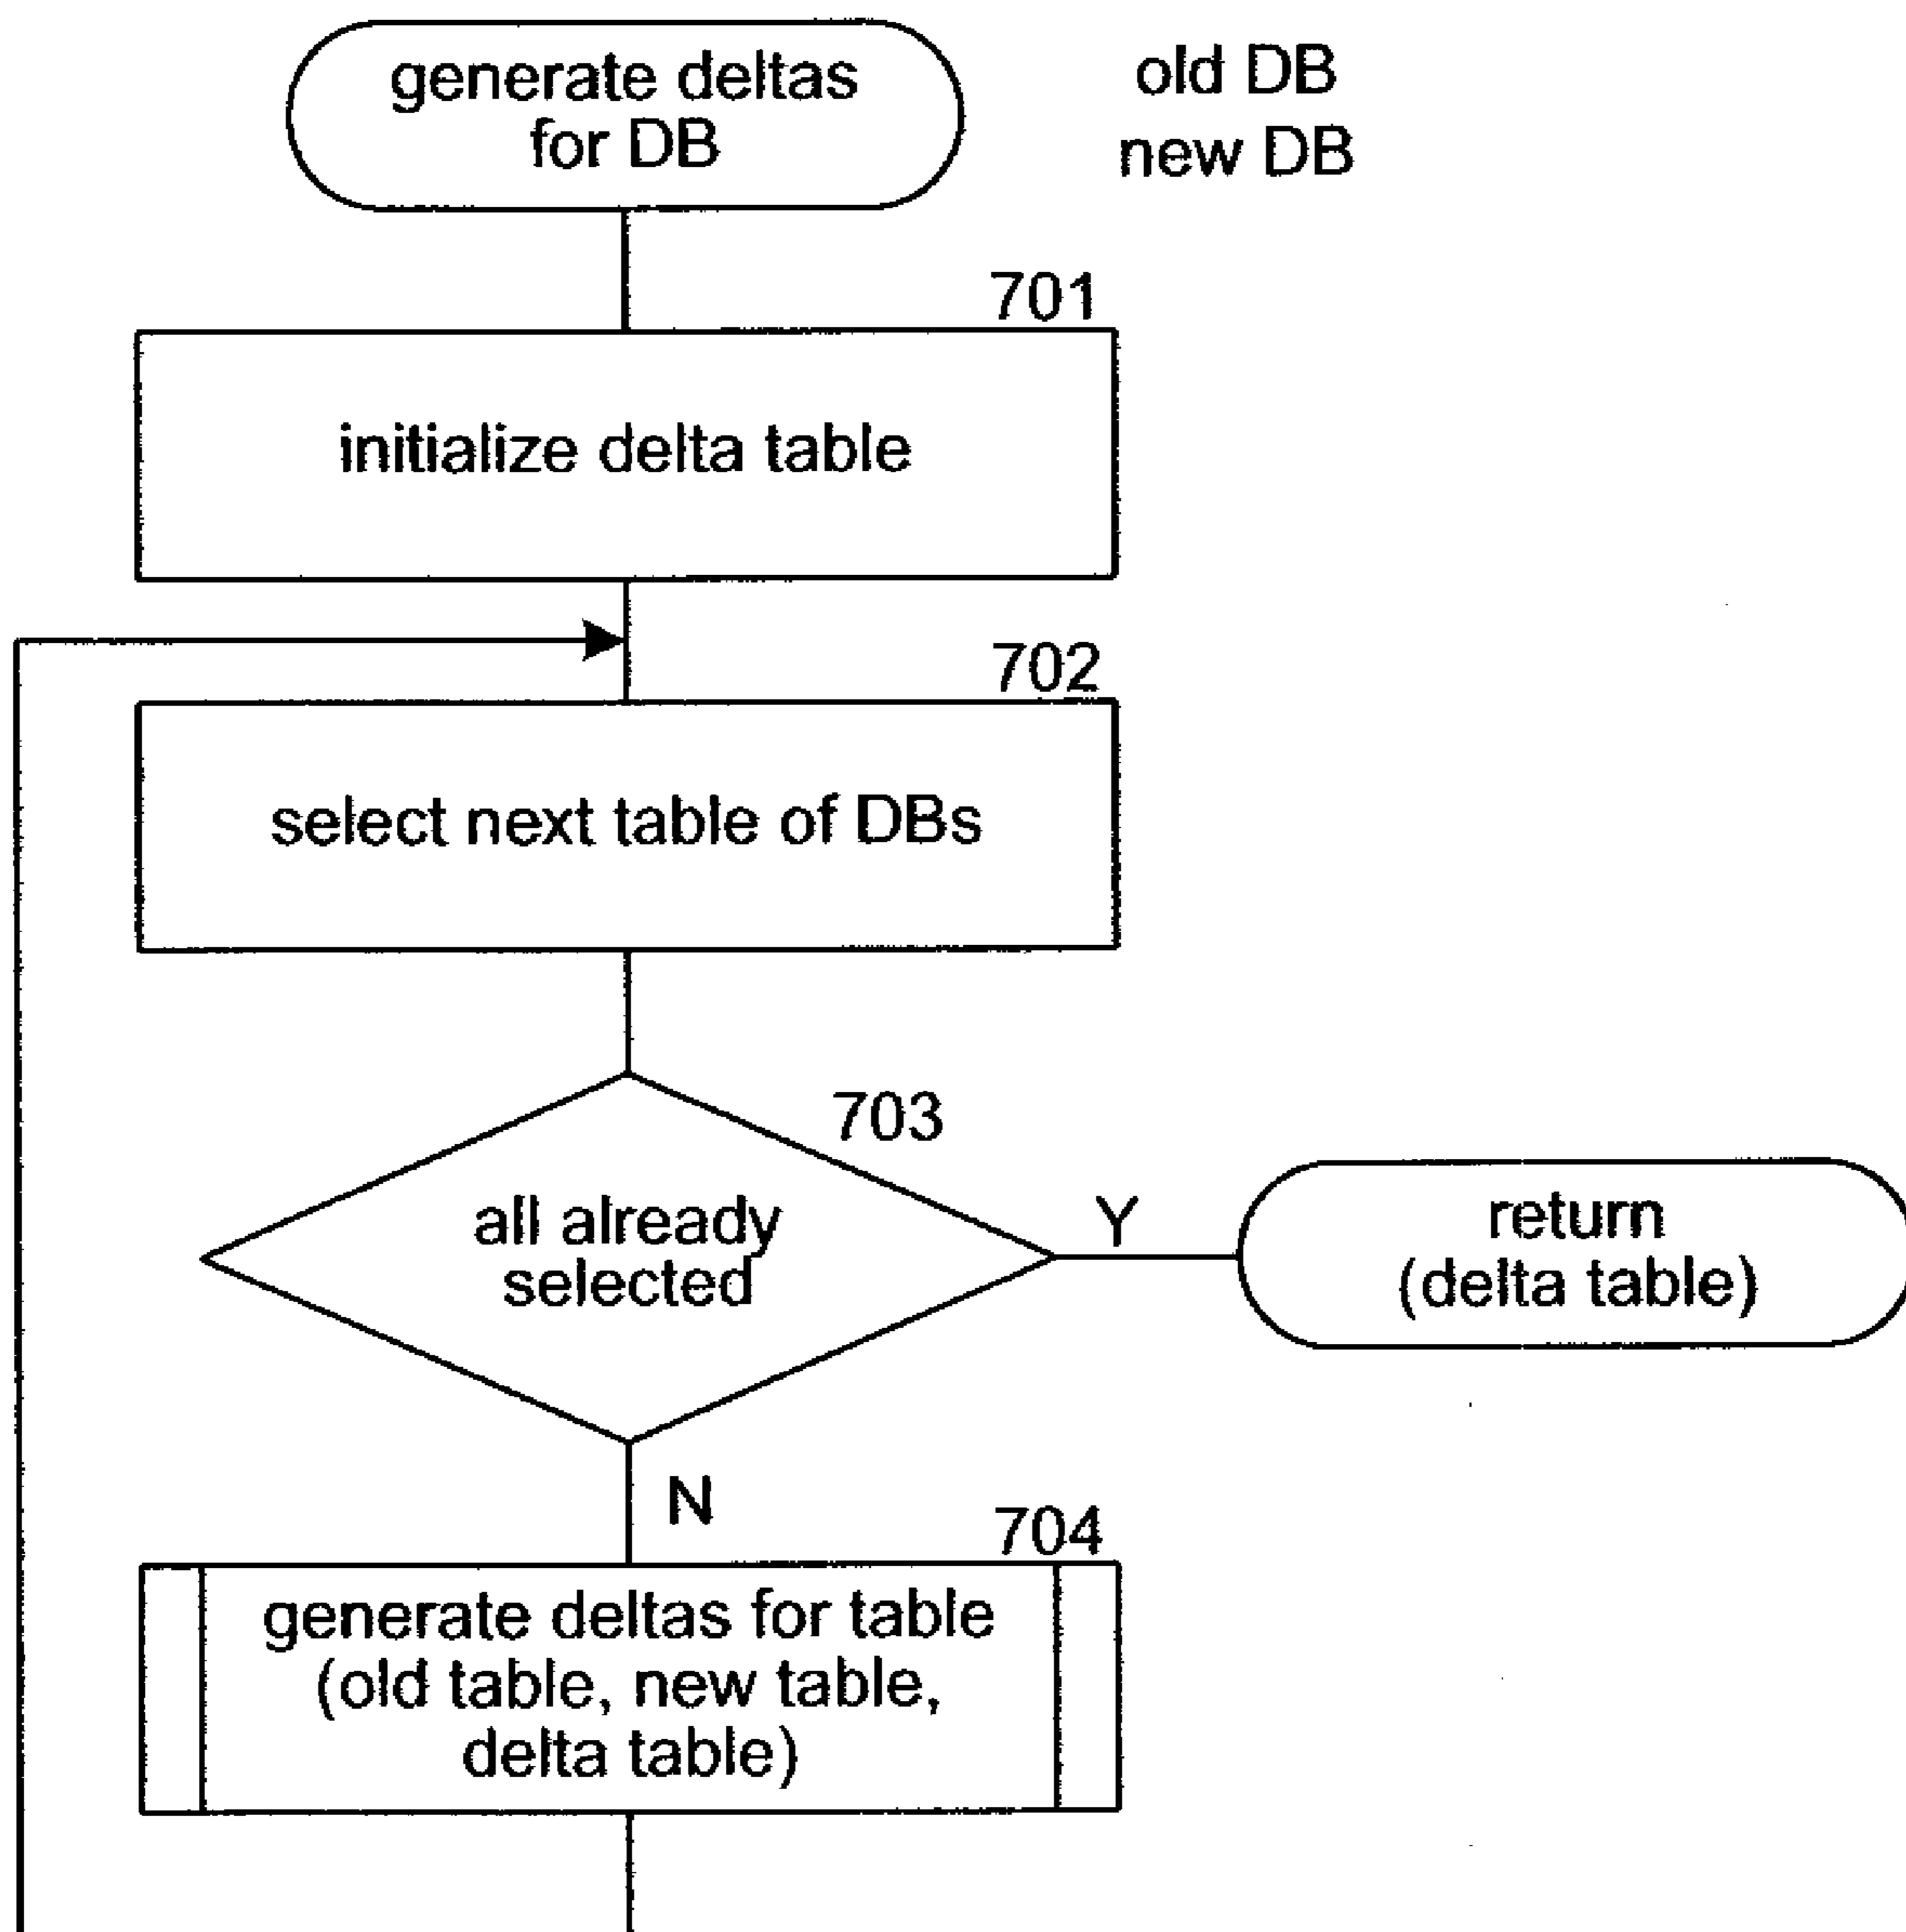 generate deltas
for DB
old DB
new DB
701
initialize delta table
702
select next table of DBs
703
all already
selected
Y
return
(delta table)
N
704
generate deltas for table
(old table, new table,
delta table)